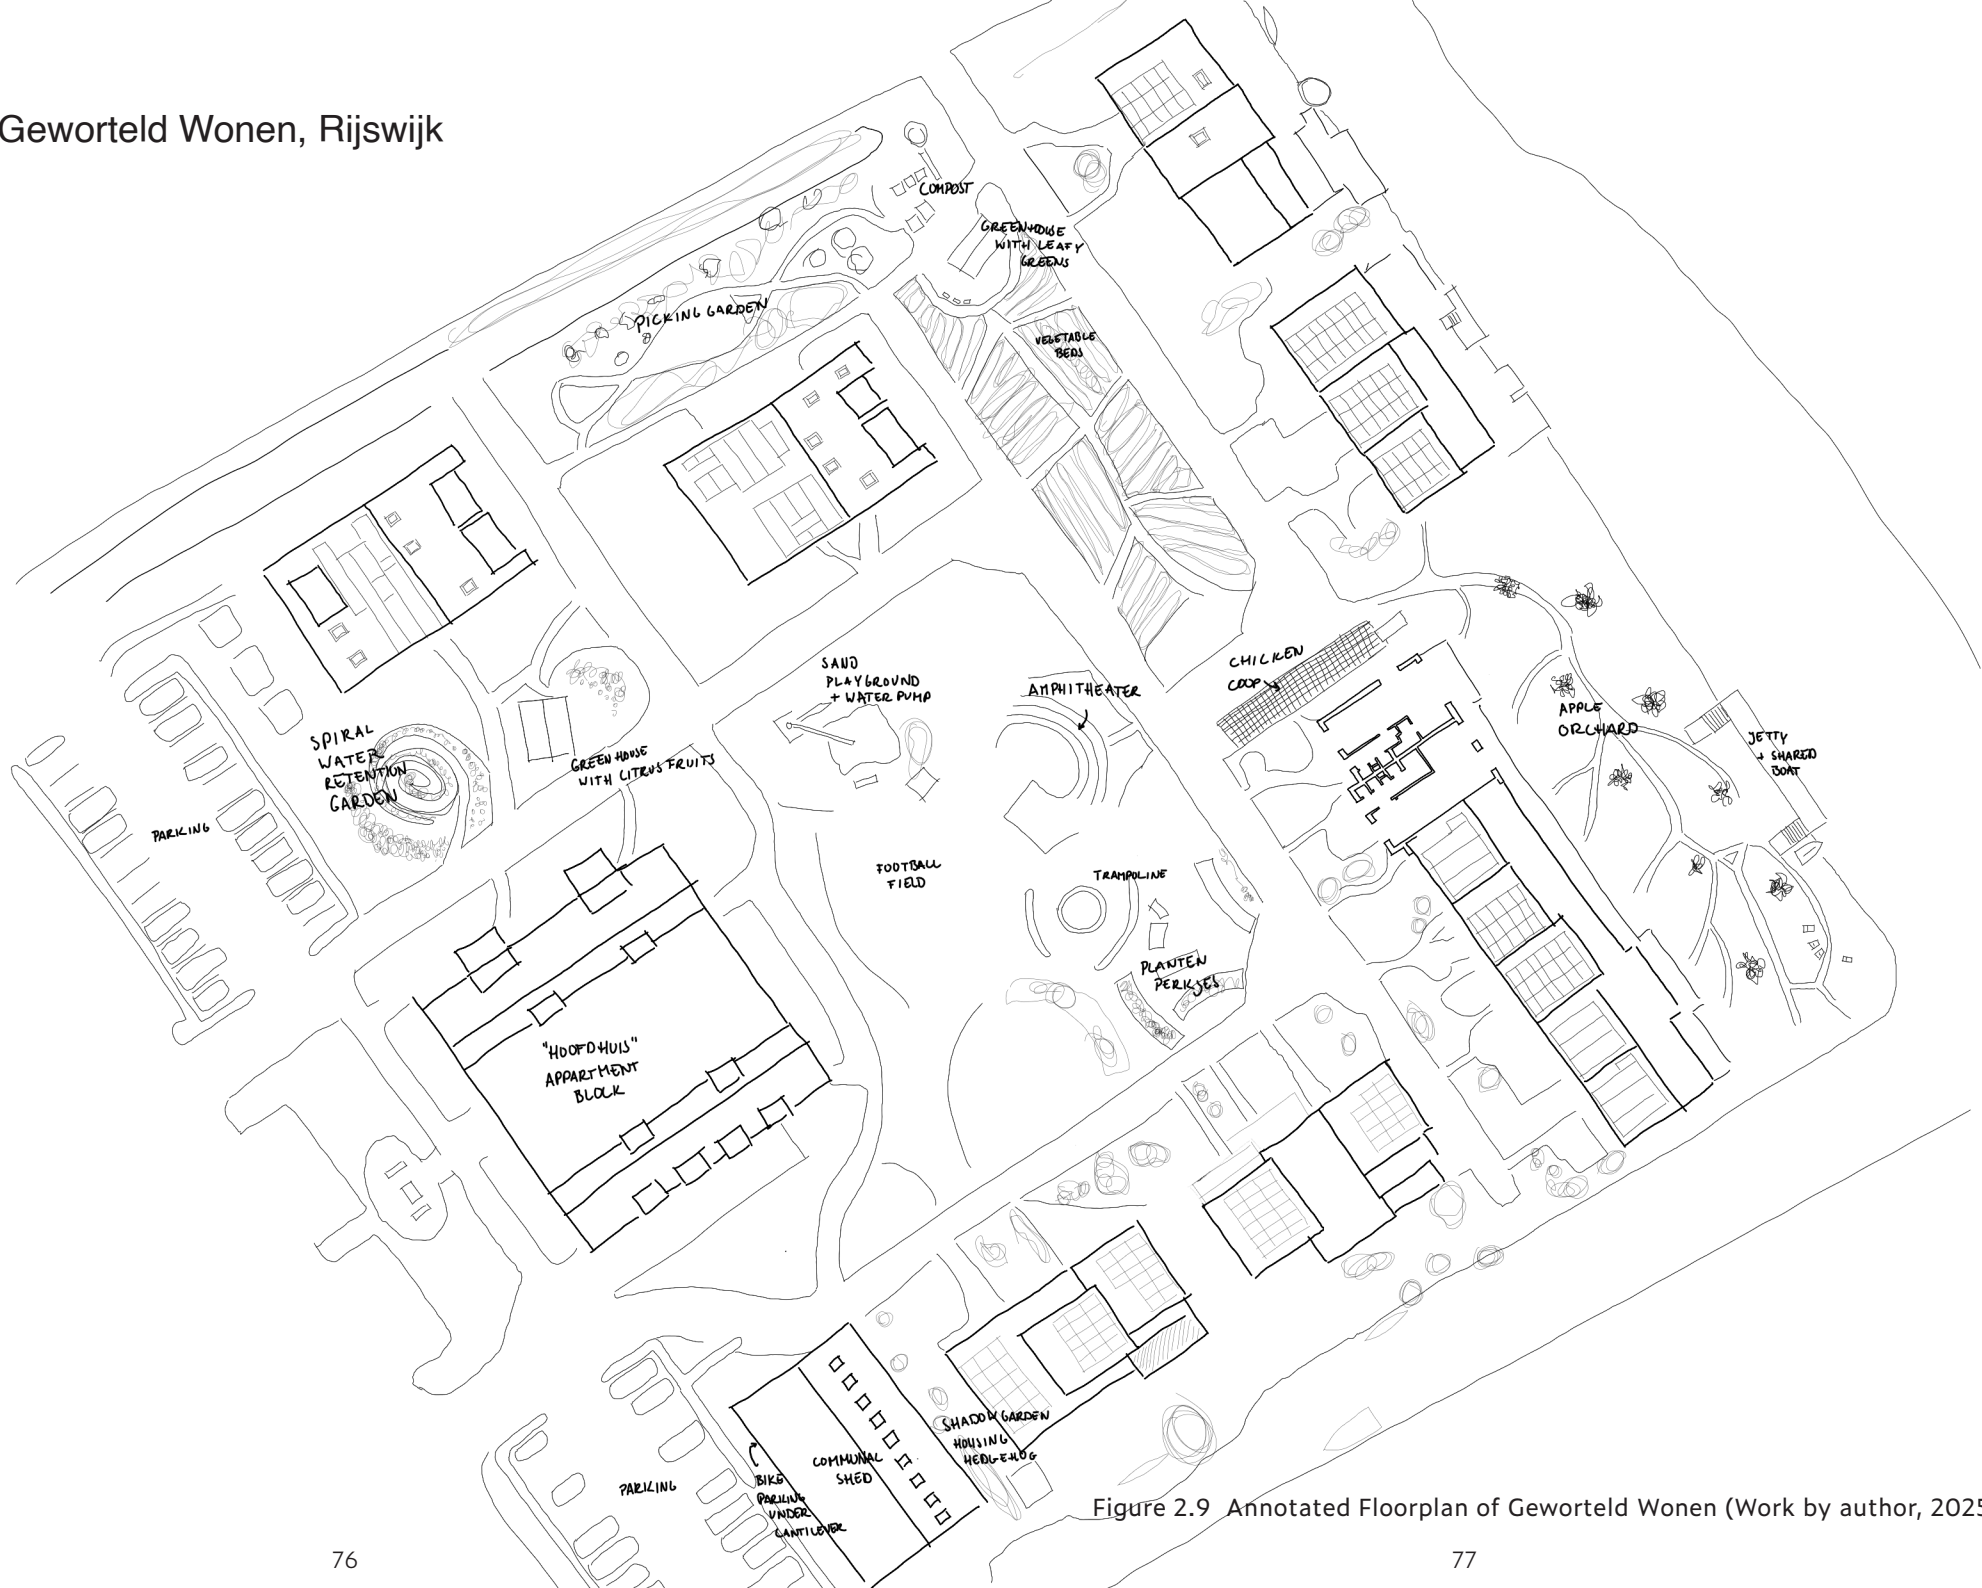 Geworteld Wonen, Rijswijk
COMPOST
GREENHOUSE
WITH LEAFY
GREENS
PICKING GARDEN
VEGETABLE
BEDS
CHICKEN
COOP
SAND
PLAYGROUND
+ WATER PUMP
AMPHITHEATER
APPLE
ORCHARD
JETTY
+ SHARED
BOAT
SPIRAL
WATER
RETENTION
GARDEN
GREENHOUSE
WITH CITRUS FRUITS
PARKING
FOOTBALL
FIELD
TRAMPOLINE
PLANTEN
PERKJES
"HOOFDHUIS"
APPARTMENT
BLOCK
SHADOW GARDEN
HOUSING
HEDGEHOG
COMMUNAL
SHED
BIKE
PARKING
UNDER
CANTILEVER
PARKING
Figure 2.9 Annotated Floorplan of Geworteld Wonen (Work by author, 2025
76
77